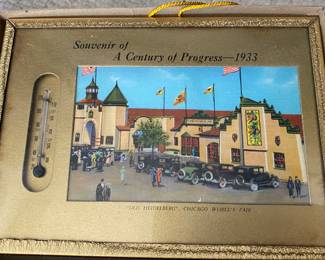 Souvenir of
A Century of Progress—1933
"OLD HEIDELBERG" CHICAGO WORLD'S FAIR